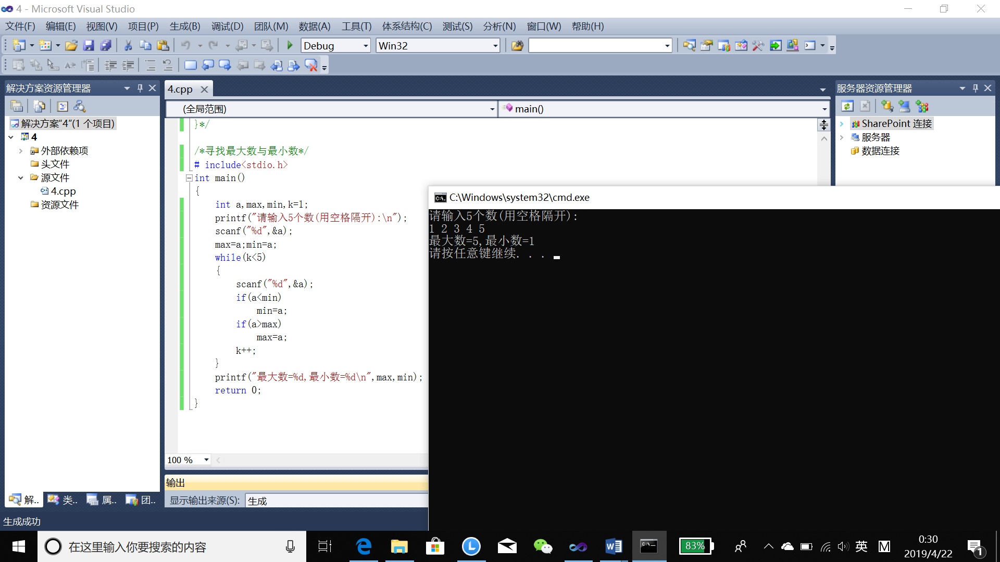 4 - Microsoft Visual Studio
文件(F) 编辑(E) 视图(V) 项目(P) 生成(B) 调试(D) 团队(M) 数据(A) 工具(T) 体系结构(C) 测试(S) 分析(N) 窗口(W) 帮助(H)
Debug Win32
解决方案资源管理器
解决方案“4”(1 个项目)
4
外部依赖项
头文件
源文件
4.cpp
资源文件
解.. 类.. 属.. 团..
4.cpp
(全局范围) main()
}*/
/*寻找最大数与最小数*/
# include<stdio.h>
int main()
{
int a,max,min,k=1;
printf("请输入5个数(用空格隔开):\n");
scanf("%d",&a);
max=a;min=a;
while(k<5)
{
scanf("%d",&a);
if(a<min)
min=a;
if(a>max)
max=a;
k++;
}
printf("最大数=%d,最小数=%d\n",max,min);
return 0;
}
100 %
输出
显示输出来源(S): 生成
服务器资源管理器
SharePoint 连接
服务器
数据连接
C:\Windows\system32\cmd.exe
请输入5个数(用空格隔开):
1 2 3 4 5
最大数=5,最小数=1
请按任意键继续. . .
生成成功
在这里输入你要搜索的内容
83%
英 M
0:30
2019/4/22
1